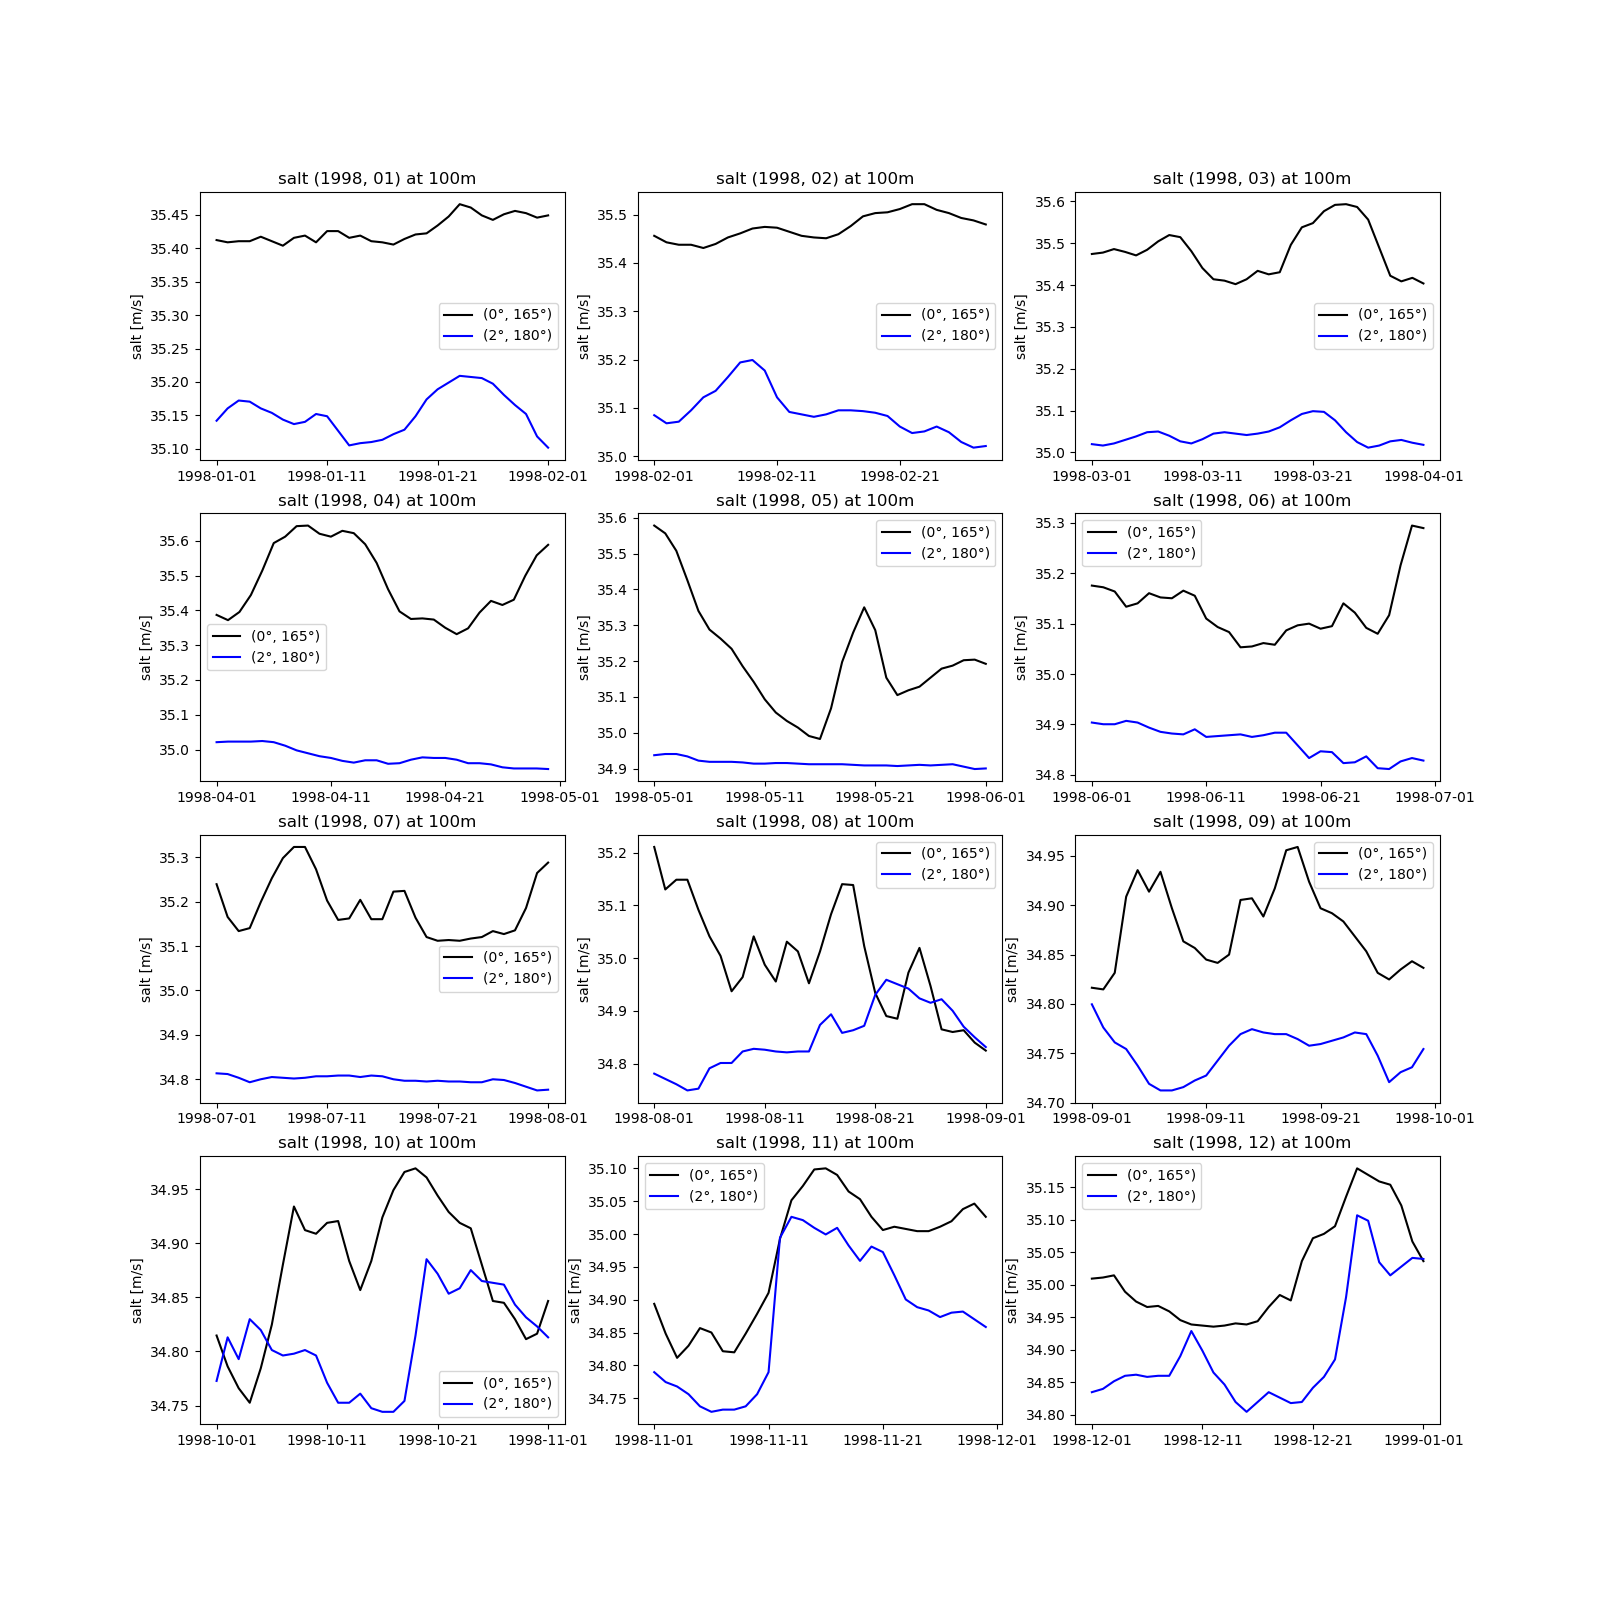 salt (1998, 01) at 100m
salt [m/s]
35.45
35.40
35.35
35.30
35.25
35.20
35.15
35.10
(0°, 165°)
(2°, 180°)
1998-01-01 1998-01-11 1998-01-21 1998-02-01
salt (1998, 02) at 100m
salt [m/s]
35.5
35.4
35.3
35.2
35.1
35.0
(0°, 165°)
(2°, 180°)
1998-02-01 1998-02-11 1998-02-21
salt (1998, 03) at 100m
salt [m/s]
35.6
35.5
35.4
35.3
35.2
35.1
35.0
(0°, 165°)
(2°, 180°)
1998-03-01 1998-03-11 1998-03-21 1998-04-01
salt (1998, 04) at 100m
salt [m/s]
35.6
35.5
35.4
35.3
35.2
35.1
35.0
(0°, 165°)
(2°, 180°)
1998-04-01 1998-04-11 1998-04-21 1998-05-01
salt (1998, 05) at 100m
salt [m/s]
35.6
35.5
35.4
35.3
35.2
35.1
35.0
34.9
(0°, 165°)
(2°, 180°)
1998-05-01 1998-05-11 1998-05-21 1998-06-01
salt (1998, 06) at 100m
salt [m/s]
35.3
35.2
35.1
35.0
34.9
34.8
(0°, 165°)
(2°, 180°)
1998-06-01 1998-06-11 1998-06-21 1998-07-01
salt (1998, 07) at 100m
salt [m/s]
35.3
35.2
35.1
35.0
34.9
34.8
(0°, 165°)
(2°, 180°)
1998-07-01 1998-07-11 1998-07-21 1998-08-01
salt (1998, 08) at 100m
salt [m/s]
35.2
35.1
35.0
34.9
34.8
(0°, 165°)
(2°, 180°)
1998-08-01 1998-08-11 1998-08-21 1998-09-01
salt (1998, 09) at 100m
salt [m/s]
34.95
34.90
34.85
34.80
34.75
34.70
(0°, 165°)
(2°, 180°)
1998-09-01 1998-09-11 1998-09-21 1998-10-01
salt (1998, 10) at 100m
salt [m/s]
34.95
34.90
34.85
34.80
34.75
(0°, 165°)
(2°, 180°)
1998-10-01 1998-10-11 1998-10-21 1998-11-01
salt (1998, 11) at 100m
salt [m/s]
35.10
35.05
35.00
34.95
34.90
34.85
34.80
34.75
(0°, 165°)
(2°, 180°)
1998-11-01 1998-11-11 1998-11-21 1998-12-01
salt (1998, 12) at 100m
salt [m/s]
35.15
35.10
35.05
35.00
34.95
34.90
34.85
34.80
(0°, 165°)
(2°, 180°)
1998-12-01 1998-12-11 1998-12-21 1999-01-01